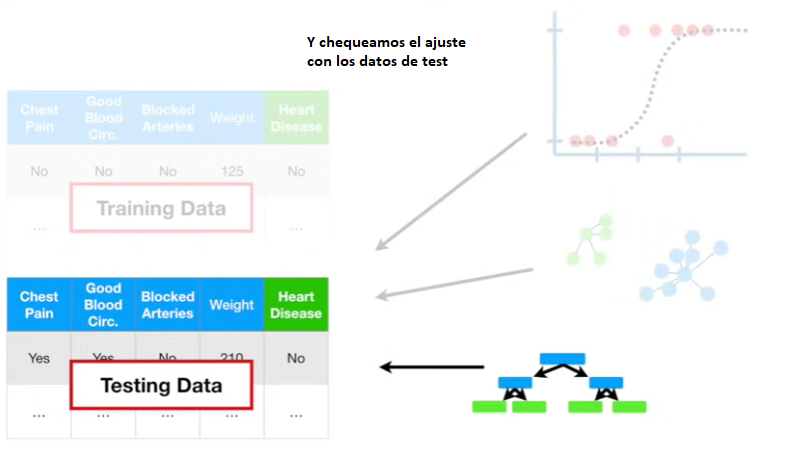 Y chequeamos el ajuste
con los datos de test
Chest Pain Good Blood Circ. Blocked Arteries Weight Heart Disease
No No No 125 No
Training Data
... ...
Chest Pain Good Blood Circ. Blocked Arteries Weight Heart Disease
Yes Yes No 210 No
Testing Data
... ... ... ... ...